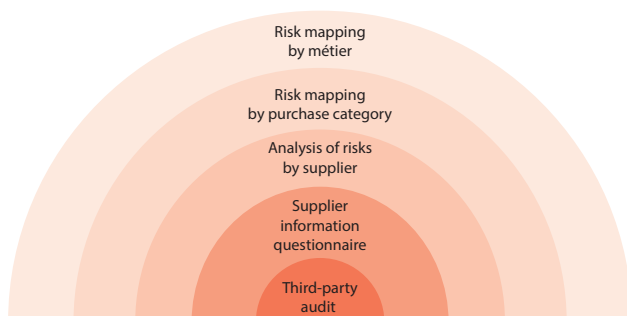 Risk mapping
by métier
Risk mapping
by purchase category
Analysis of risks
by supplier
Supplier
information
questionnaire
Third-party
audit